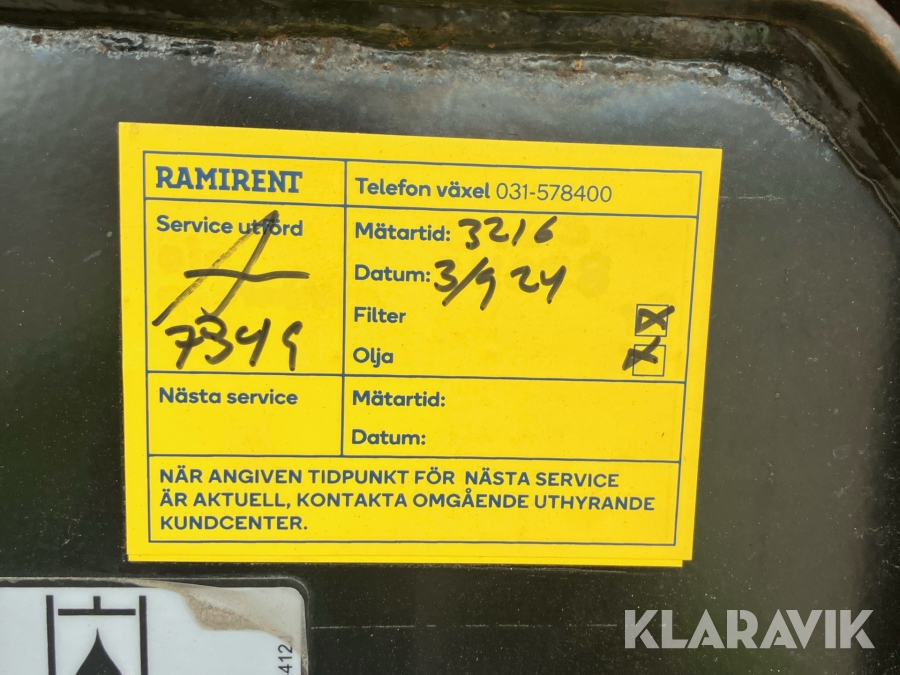 RAMIRENT
Telefon växel 031-578400
Service utförd
7349
Mätartid: 3216
Datum: 3/9 24
Filter
Olja
Nästa service
Mätartid:
Datum:
NÄR ANGIVEN TIDPUNKT FÖR NÄSTA SERVICE
ÄR AKTUELL, KONTAKTA OMGÅENDE UTHYRANDE
KUNDCENTER.
412
KLARAVIK